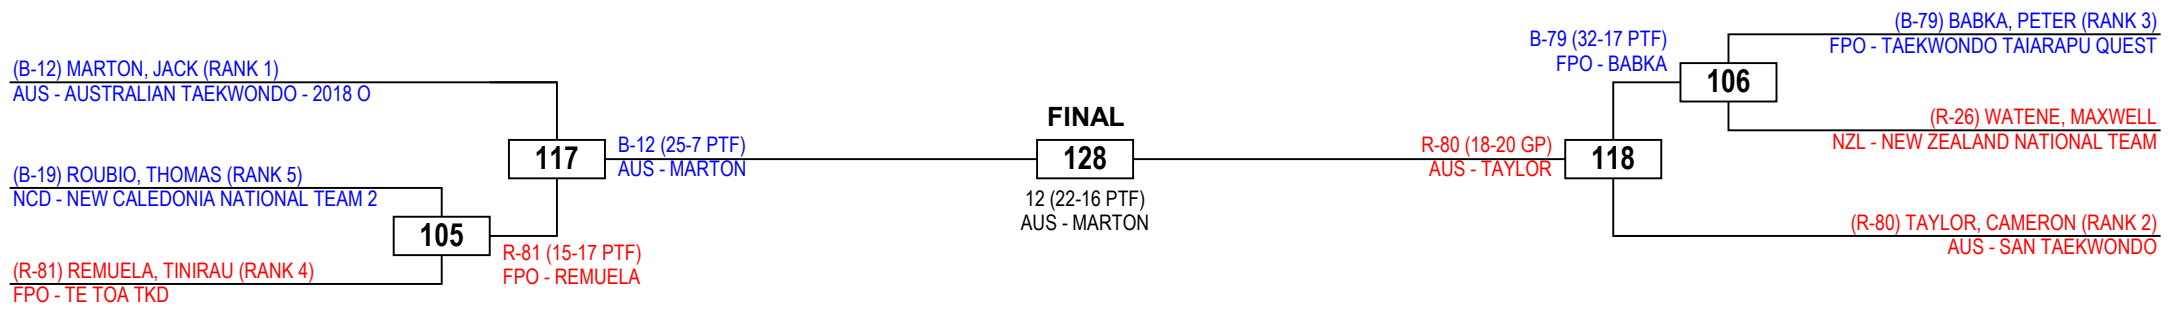 (B-12) MARTON, JACK (RANK 1)
AUS - AUSTRALIAN TAEKWONDO - 2018 O
(B-19) ROUBIO, THOMAS (RANK 5)
NCD - NEW CALEDONIA NATIONAL TEAM 2
(R-81) REMUELA, TINIRAU (RANK 4)
FPO - TE TOA TKD
105
R-81 (15-17 PTF)
FPO - REMUELA
117
B-12 (25-7 PTF)
AUS - MARTON
FINAL
128
12 (22-16 PTF)
AUS - MARTON
R-80 (18-20 GP)
AUS - TAYLOR
118
B-79 (32-17 PTF)
FPO - BABKA
106
(B-79) BABKA, PETER (RANK 3)
FPO - TAEKWONDO TAIARAPU QUEST
(R-26) WATENE, MAXWELL
NZL - NEW ZEALAND NATIONAL TEAM
(R-80) TAYLOR, CAMERON (RANK 2)
AUS - SAN TAEKWONDO